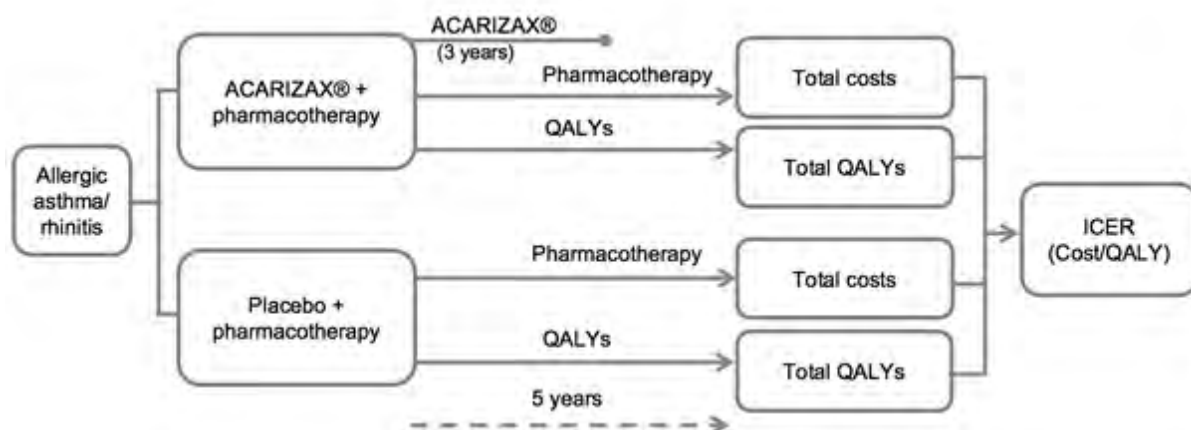 ACARIZAX®
(3 years)
ACARIZAX® +
pharmacotherapy
Pharmacotherapy
QALYs
Total costs
Total QALYs
Allergic
asthma/
rhinitis
ICER
(Cost/QALY)
Placebo +
pharmacotherapy
Pharmacotherapy
QALYs
Total costs
Total QALYs
5 years